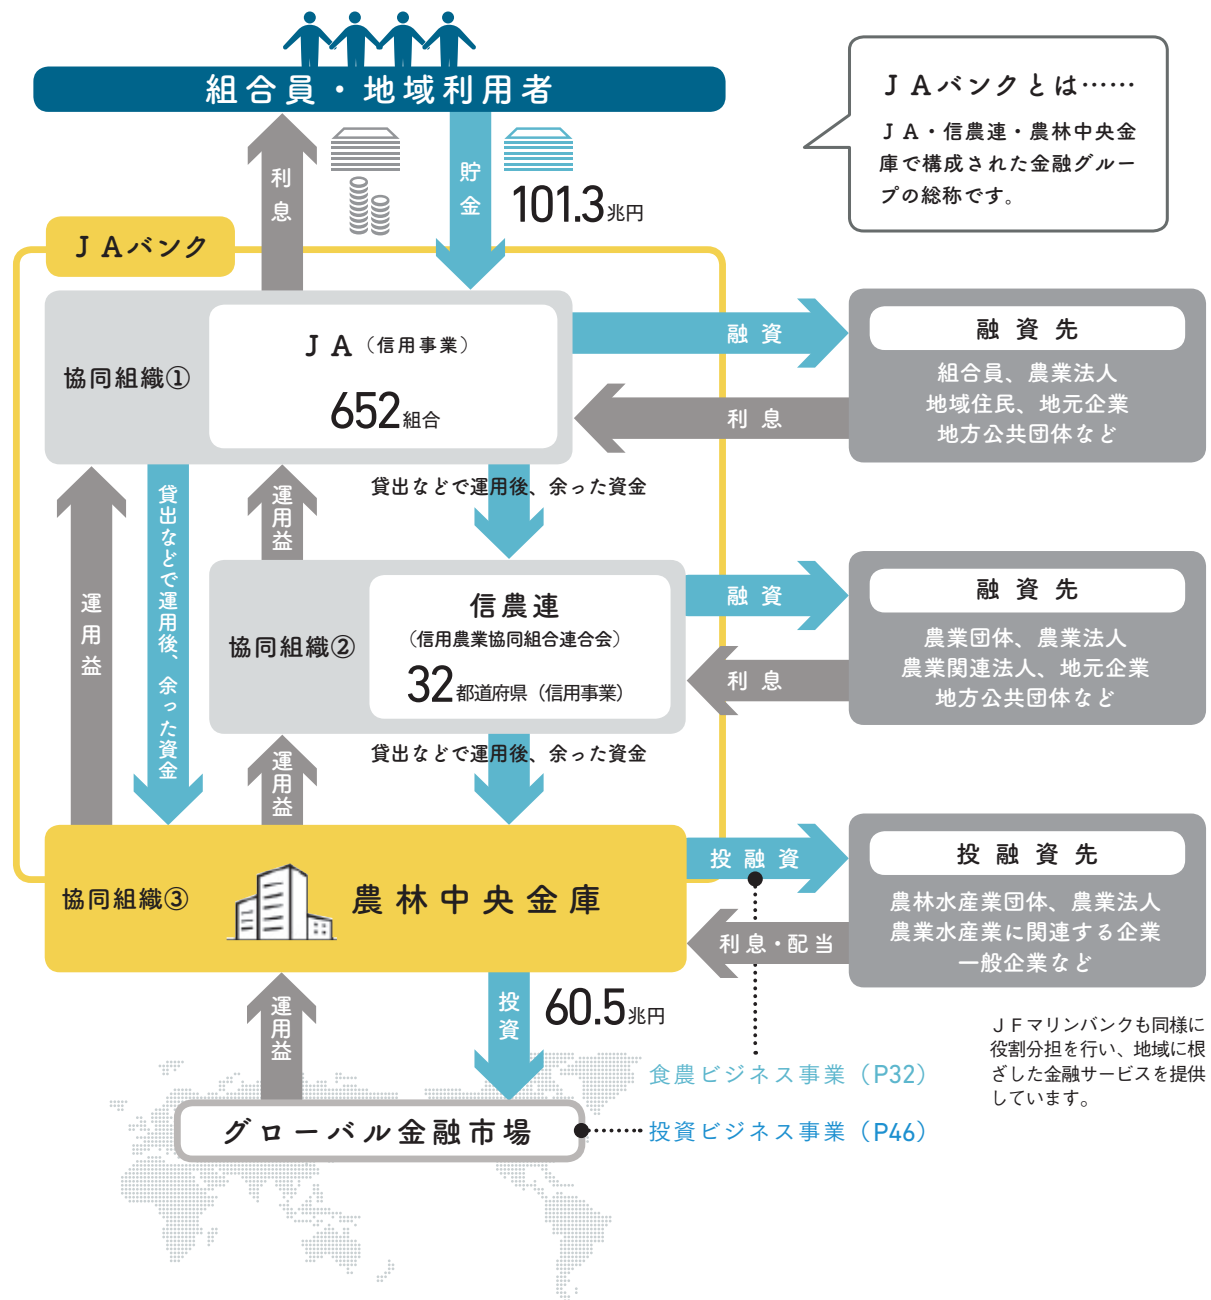 組合員・地域利用者
ＪＡバンクとは……
ＪＡ・信農連・農林中央金
庫で構成された金融グルー
プの総称です。
利息
貯金
101.3兆円
ＪＡバンク
協同組織①
ＪＡ（信用事業）
652組合
融資
利息
融資先
組合員、農業法人
地域住民、地元企業
地方公共団体など
運用益
貸出などで運用後、余った資金
運用益
貸出などで運用後、余った資金
協同組織②
信農連
（信用農業協同組合連合会）
32都道府県（信用事業）
融資
利息
融資先
農業団体、農業法人
農業関連法人、地元企業
地方公共団体など
運用益
貸出などで運用後、余った資金
協同組織③
農林中央金庫
投融資
利息・配当
投融資先
農林水産業団体、農業法人
農業水産業に関連する企業
一般企業など
運用益
投資
60.5兆円
ＪＦマリンバンクも同様に
役割分担を行い、地域に根
ざした金融サービスを提供
しています。
食農ビジネス事業（P32）
グローバル金融市場
投資ビジネス事業（P46）